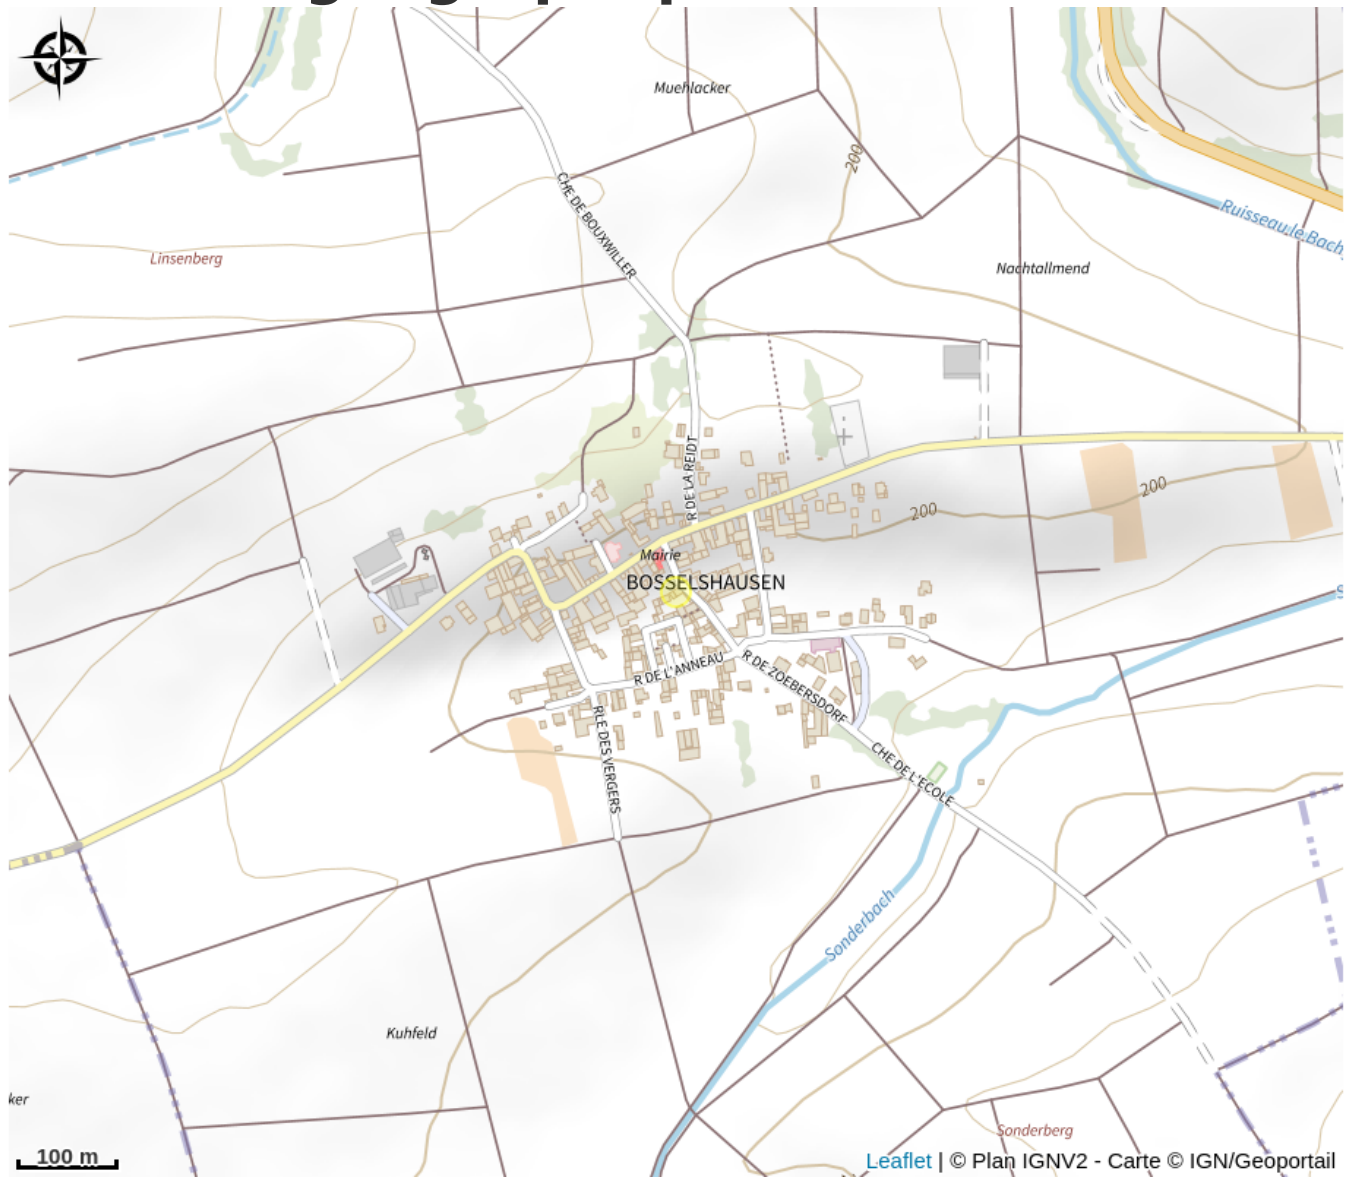 Muehlacker
200
CHE DE BOUXWILLER
Ruisseau le Bach
Linsenberg
Nachtallmend
R DE LA REIDT
200
200
Mairie
BOSSELSHAUSEN
R DE L'ANNEAU
R DE ZOEBERSDORF
RLE DES VERGERS
CHE DE L'ECOLE
Sonderbach
Kuhfeld
ker
Sonderberg
100 m
Leaflet | © Plan IGNV2 - Carte © IGN/Geoportail